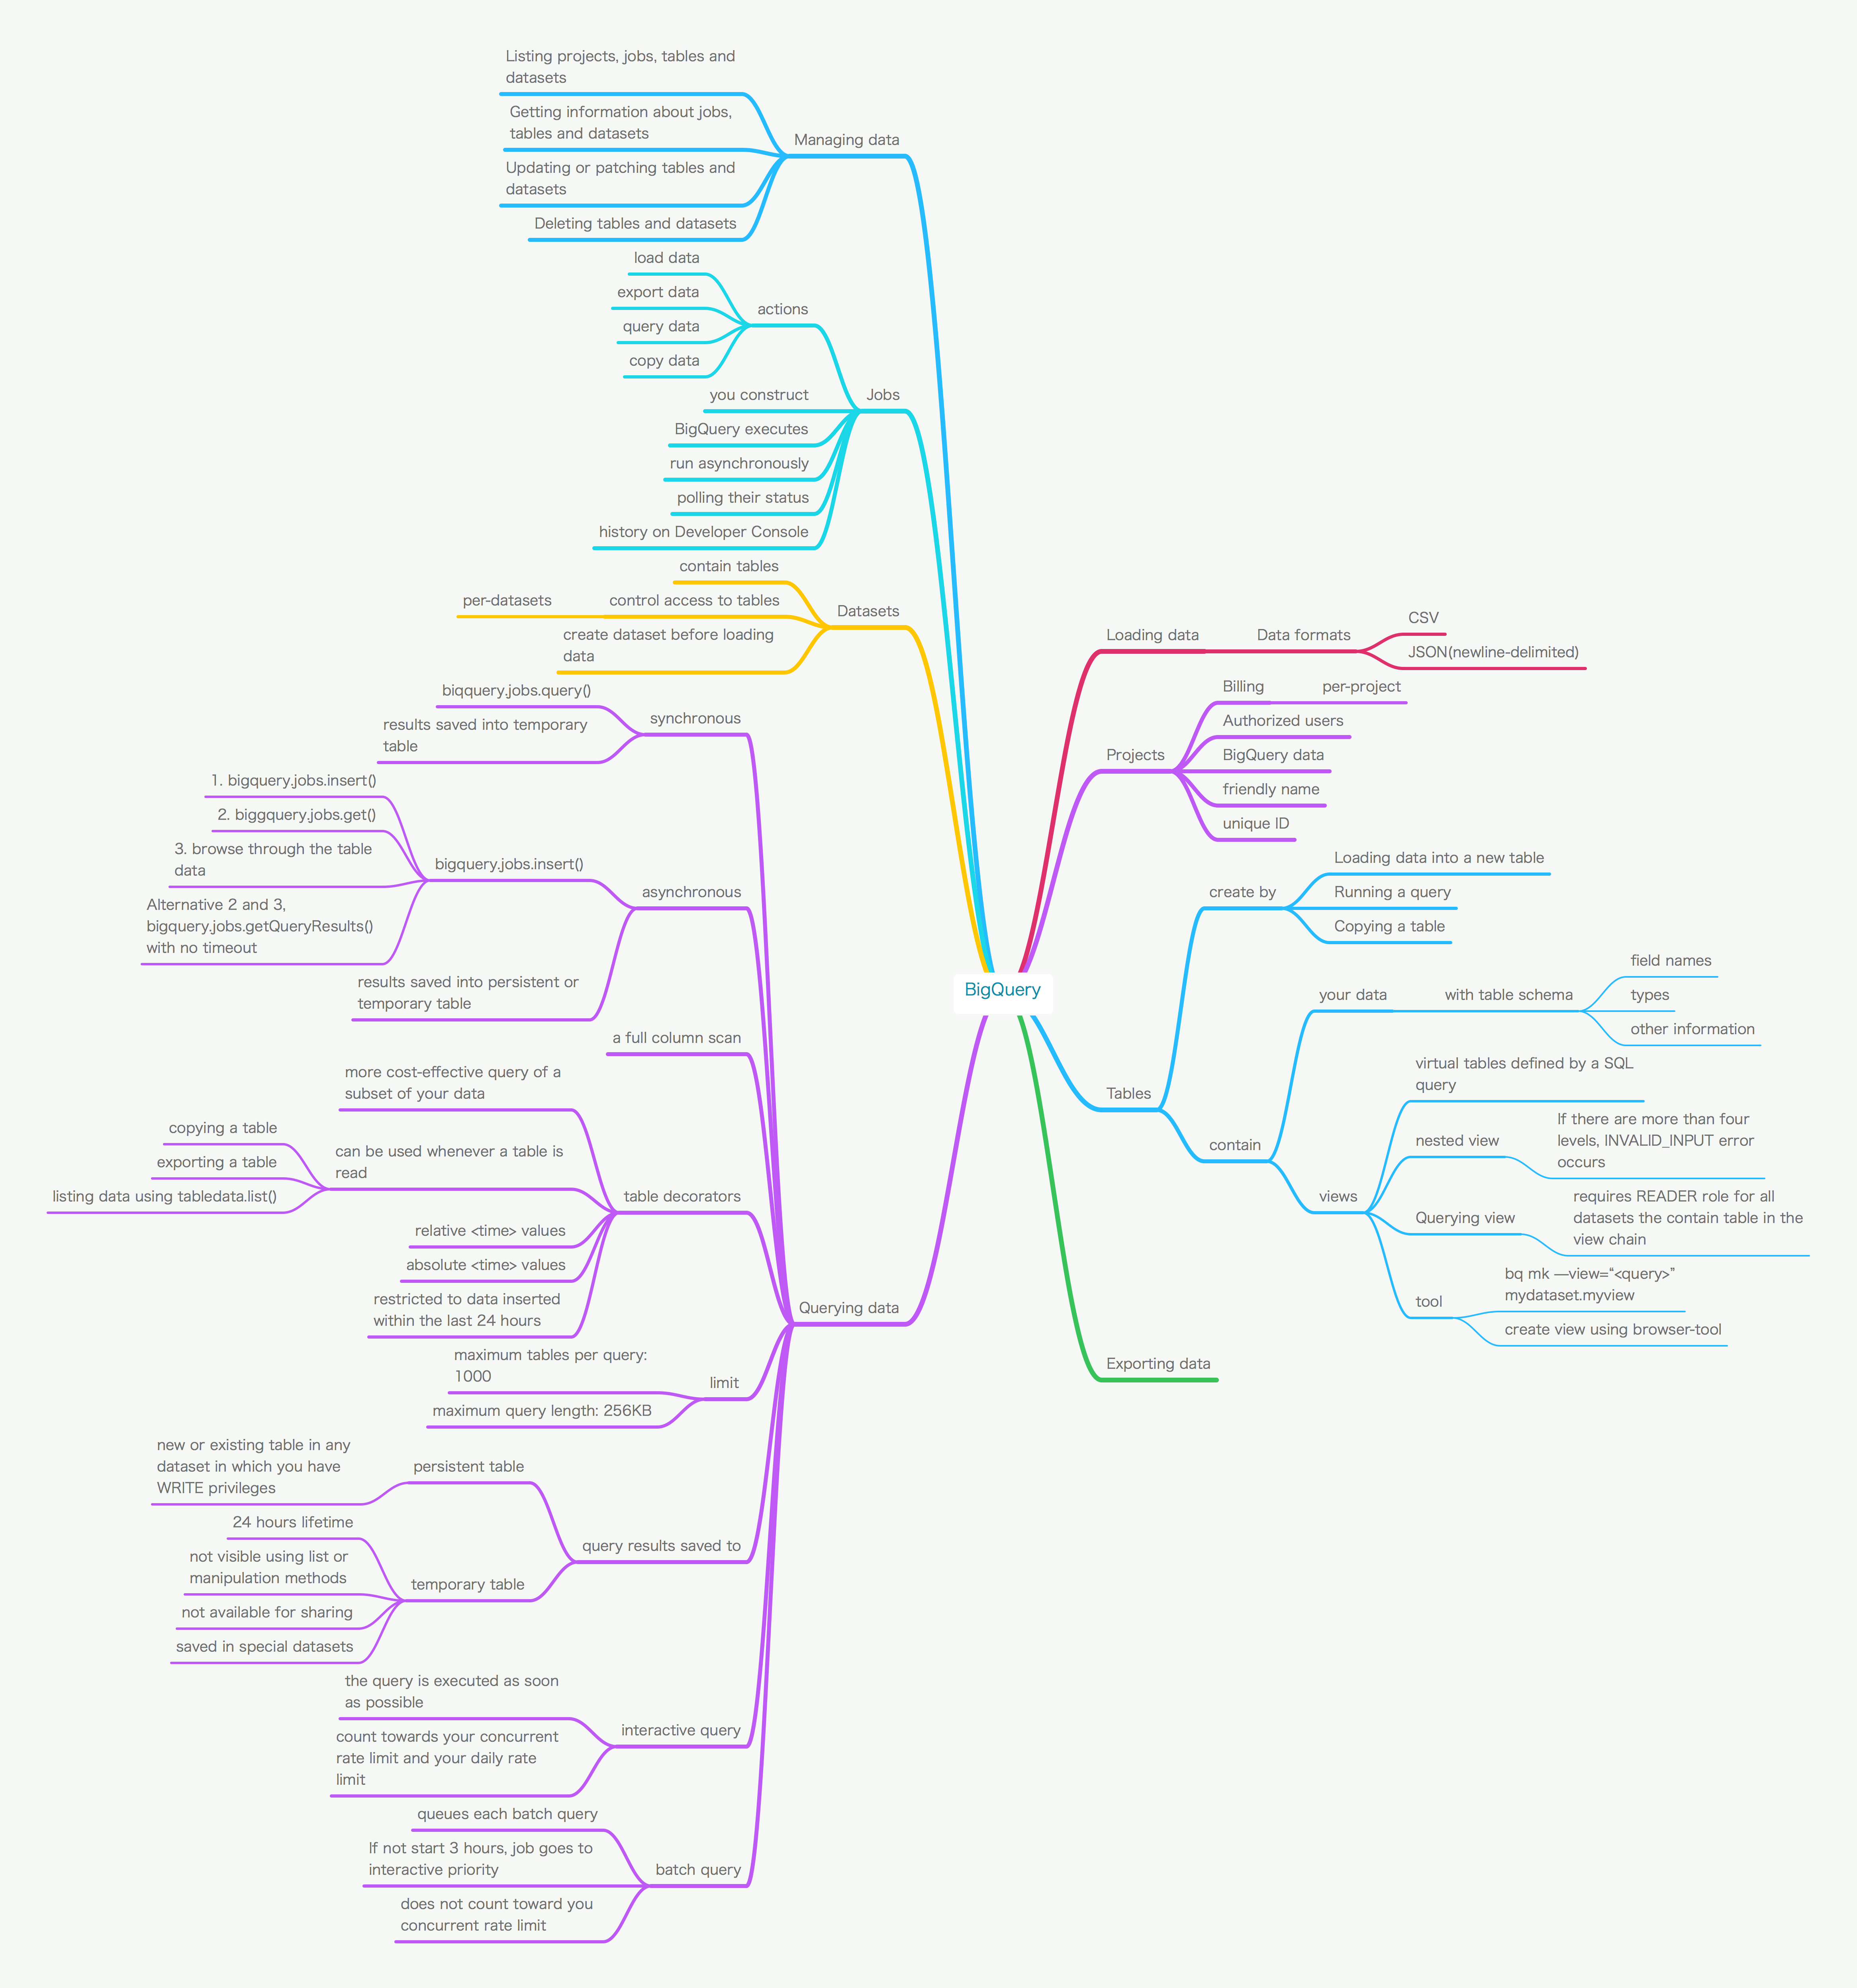 BigQuery
Loading data
Data formats
CSV
JSON(newline-delimited)
Projects
Billing
per-project
Authorized users
BigQuery data
friendly name
unique ID
Tables
create by
Loading data into a new table
Running a query
Copying a table
contain
your data
with table schema
field names
types
other information
views
virtual tables defined by a SQL
query
nested view
If there are more than four
levels, INVALID_INPUT error
occurs
Querying view
requires READER role for all
datasets the contain table in the
view chain
tool
bq mk —view=“<query>”
mydataset.myview
create view using browser-tool
Exporting data
Managing data
Listing projects, jobs, tables and
datasets
Getting information about jobs,
tables and datasets
Updating or patching tables and
datasets
Deleting tables and datasets
Jobs
actions
load data
export data
query data
copy data
you construct
BigQuery executes
run asynchronously
polling their status
history on Developer Console
Datasets
contain tables
control access to tables
per-datasets
create dataset before loading
data
Querying data
synchronous
biqquery.jobs.query()
results saved into temporary
table
asynchronous
bigquery.jobs.insert()
1. bigquery.jobs.insert()
2. biggquery.jobs.get()
3. browse through the table
data
Alternative 2 and 3,
bigquery.jobs.getQueryResults()
with no timeout
results saved into persistent or
temporary table
a full column scan
table decorators
more cost-effective query of a
subset of your data
can be used whenever a table is
read
copying a table
exporting a table
listing data using tabledata.list()
relative <time> values
absolute <time> values
restricted to data inserted
within the last 24 hours
limit
maximum tables per query:
1000
maximum query length: 256KB
query results saved to
persistent table
new or existing table in any
dataset in which you have
WRITE privileges
temporary table
24 hours lifetime
not visible using list or
manipulation methods
not available for sharing
saved in special datasets
interactive query
the query is executed as soon
as possible
count towards your concurrent
rate limit and your daily rate
limit
batch query
queues each batch query
If not start 3 hours, job goes to
interactive priority
does not count toward you
concurrent rate limit